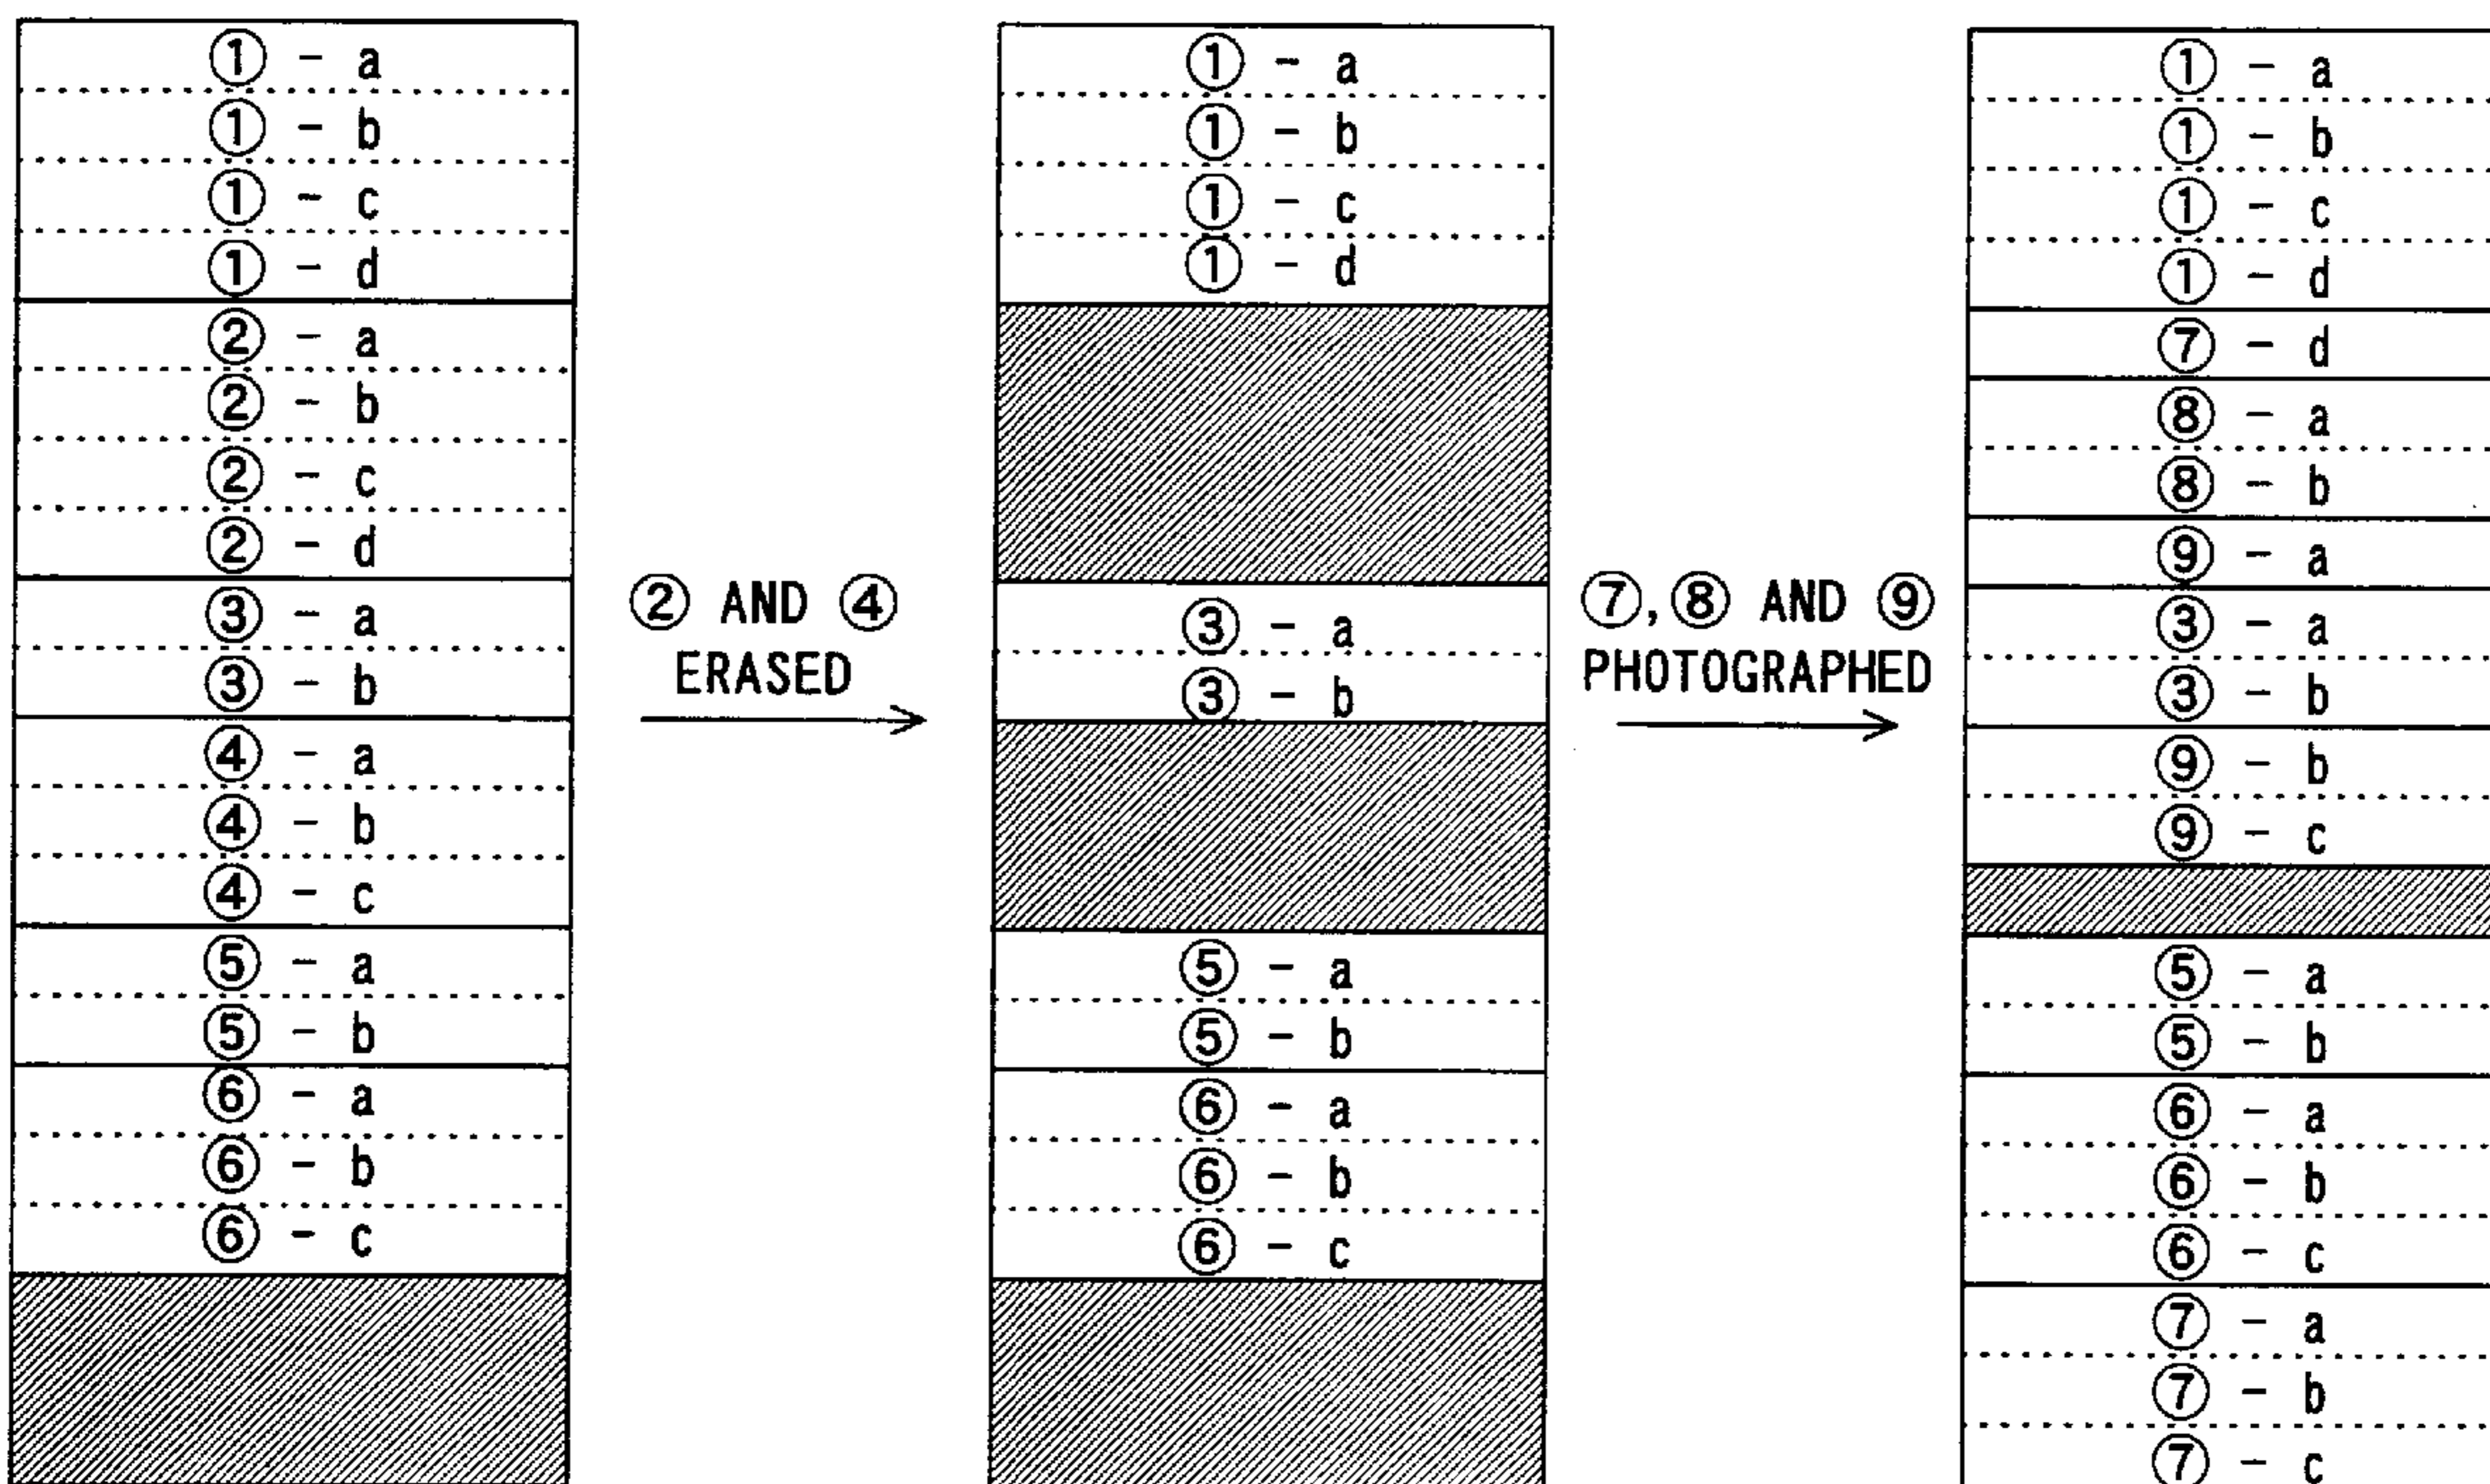 ① - a
① - b
① - c
① - d
② - a
② - b
② - c
② - d
③ - a
③ - b
④ - a
④ - b
④ - c
⑤ - a
⑤ - b
⑥ - a
⑥ - b
⑥ - c
② AND ④
ERASED
① - a
① - b
① - c
① - d
③ - a
③ - b
⑤ - a
⑤ - b
⑥ - a
⑥ - b
⑥ - c
⑦, ⑧ AND ⑨
PHOTOGRAPHED
① - a
① - b
① - c
① - d
⑦ - d
⑧ - a
⑧ - b
⑨ - a
③ - a
③ - b
⑨ - b
⑨ - c
⑤ - a
⑤ - b
⑥ - a
⑥ - b
⑥ - c
⑦ - a
⑦ - b
⑦ - c